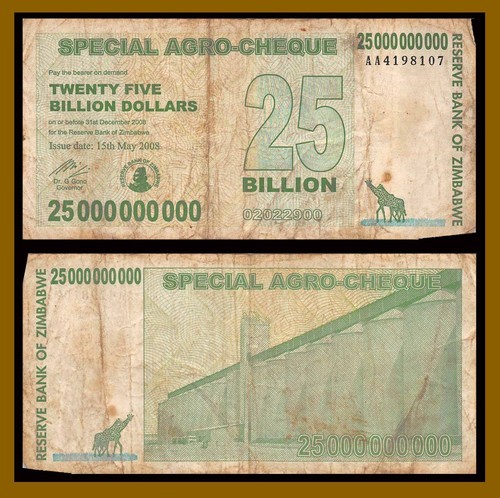 SPECIAL AGRO-CHEQUE
25000000000
AA4198107
Pay the bearer on demand
TWENTY FIVE
BILLION DOLLARS
on or before 31st December 2008
for the Reserve Bank of Zimbabwe.
Issue date: 15th May 2008
Dr. G Gono
Governor
25000000000
25
BILLION
02022900
RESERVE BANK OF ZIMBABWE
RESERVE BANK OF ZIMBABWE
25000000000
SPECIAL AGRO-CHEQUE
25000000000